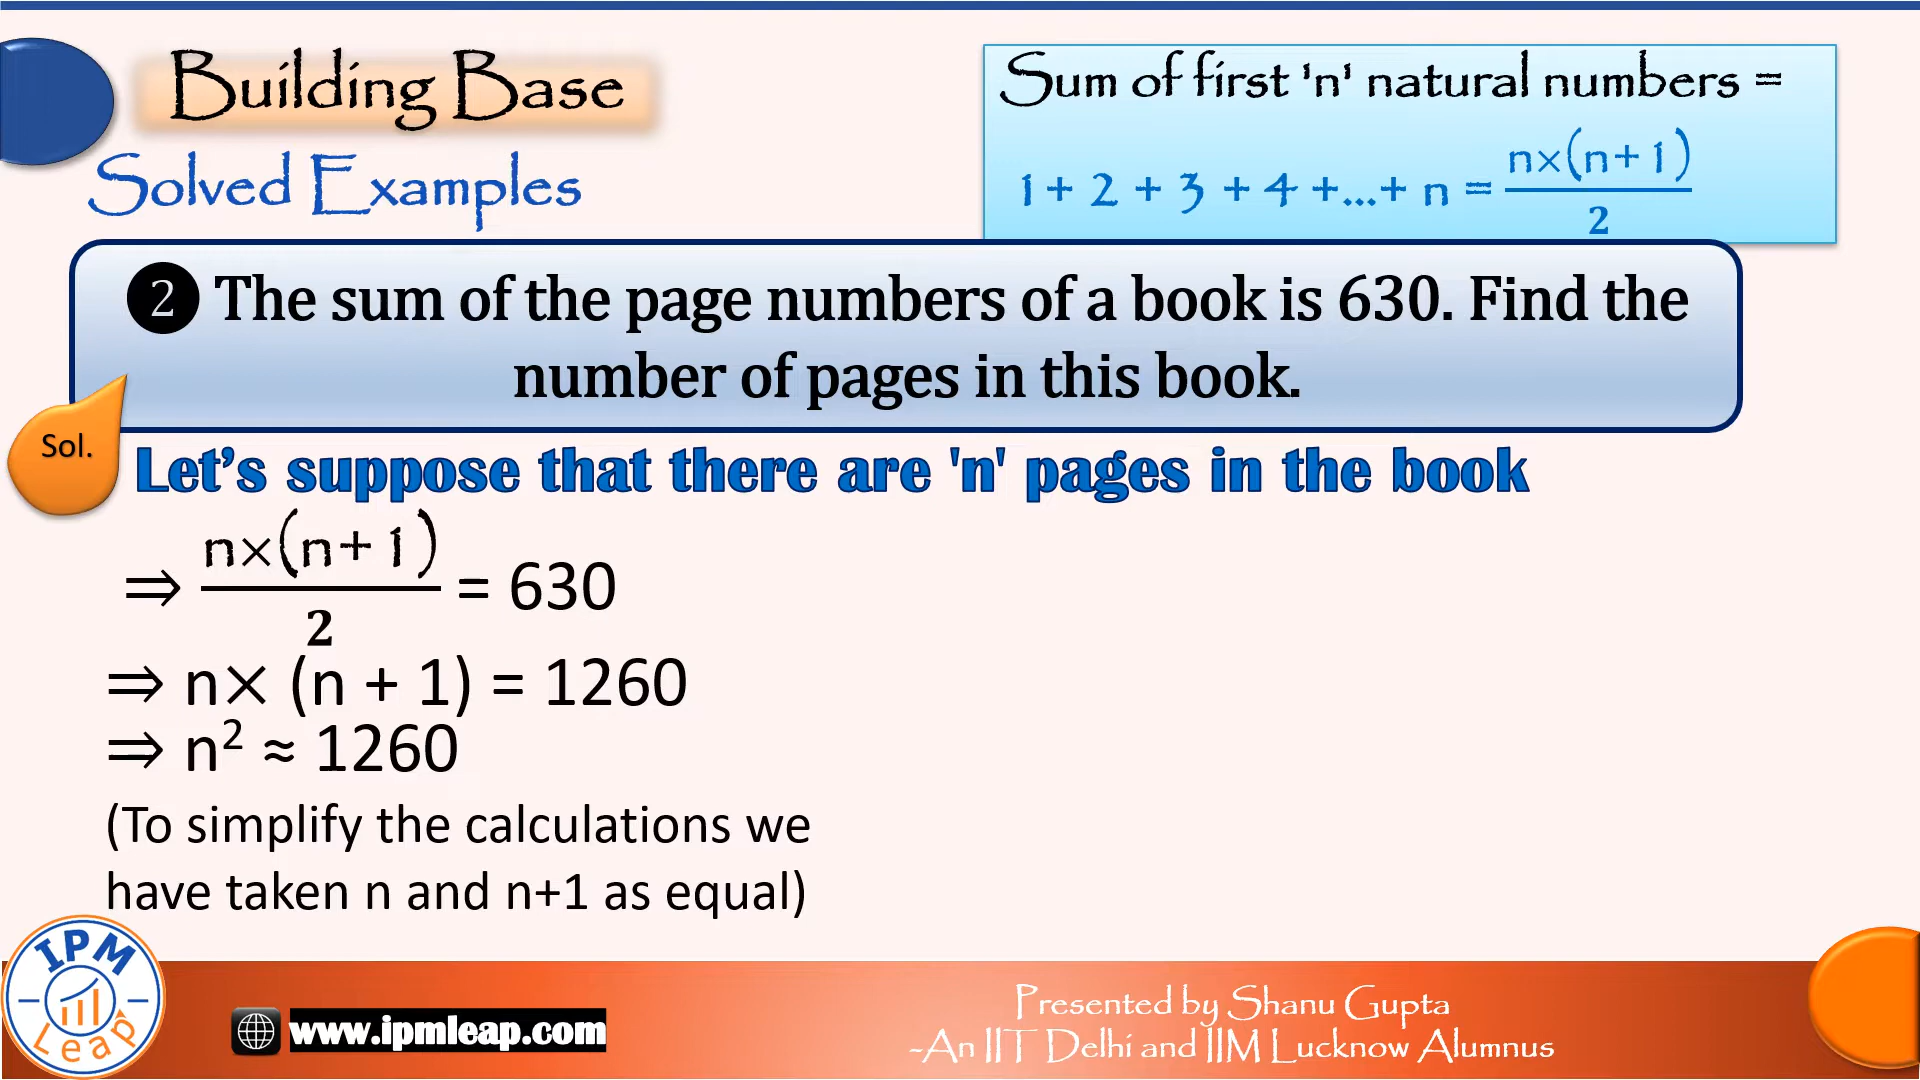 Building Base
Solved Examples
Sum of first 'n' natural numbers =
1 + 2 + 3 + 4 +...+ n = n×(n+1)/2
2 The sum of the page numbers of a book is 630. Find the
number of pages in this book.
Sol.
Let’s suppose that there are 'n' pages in the book
⇒ n×(n+1)/2 = 630
⇒ n× (n + 1) = 1260
⇒ n² ≈ 1260
(To simplify the calculations we
have taken n and n+1 as equal)
IPM
Leap
www.ipmleap.com
Presented by Shanu Gupta
-An IIT Delhi and IIM Lucknow Alumnus